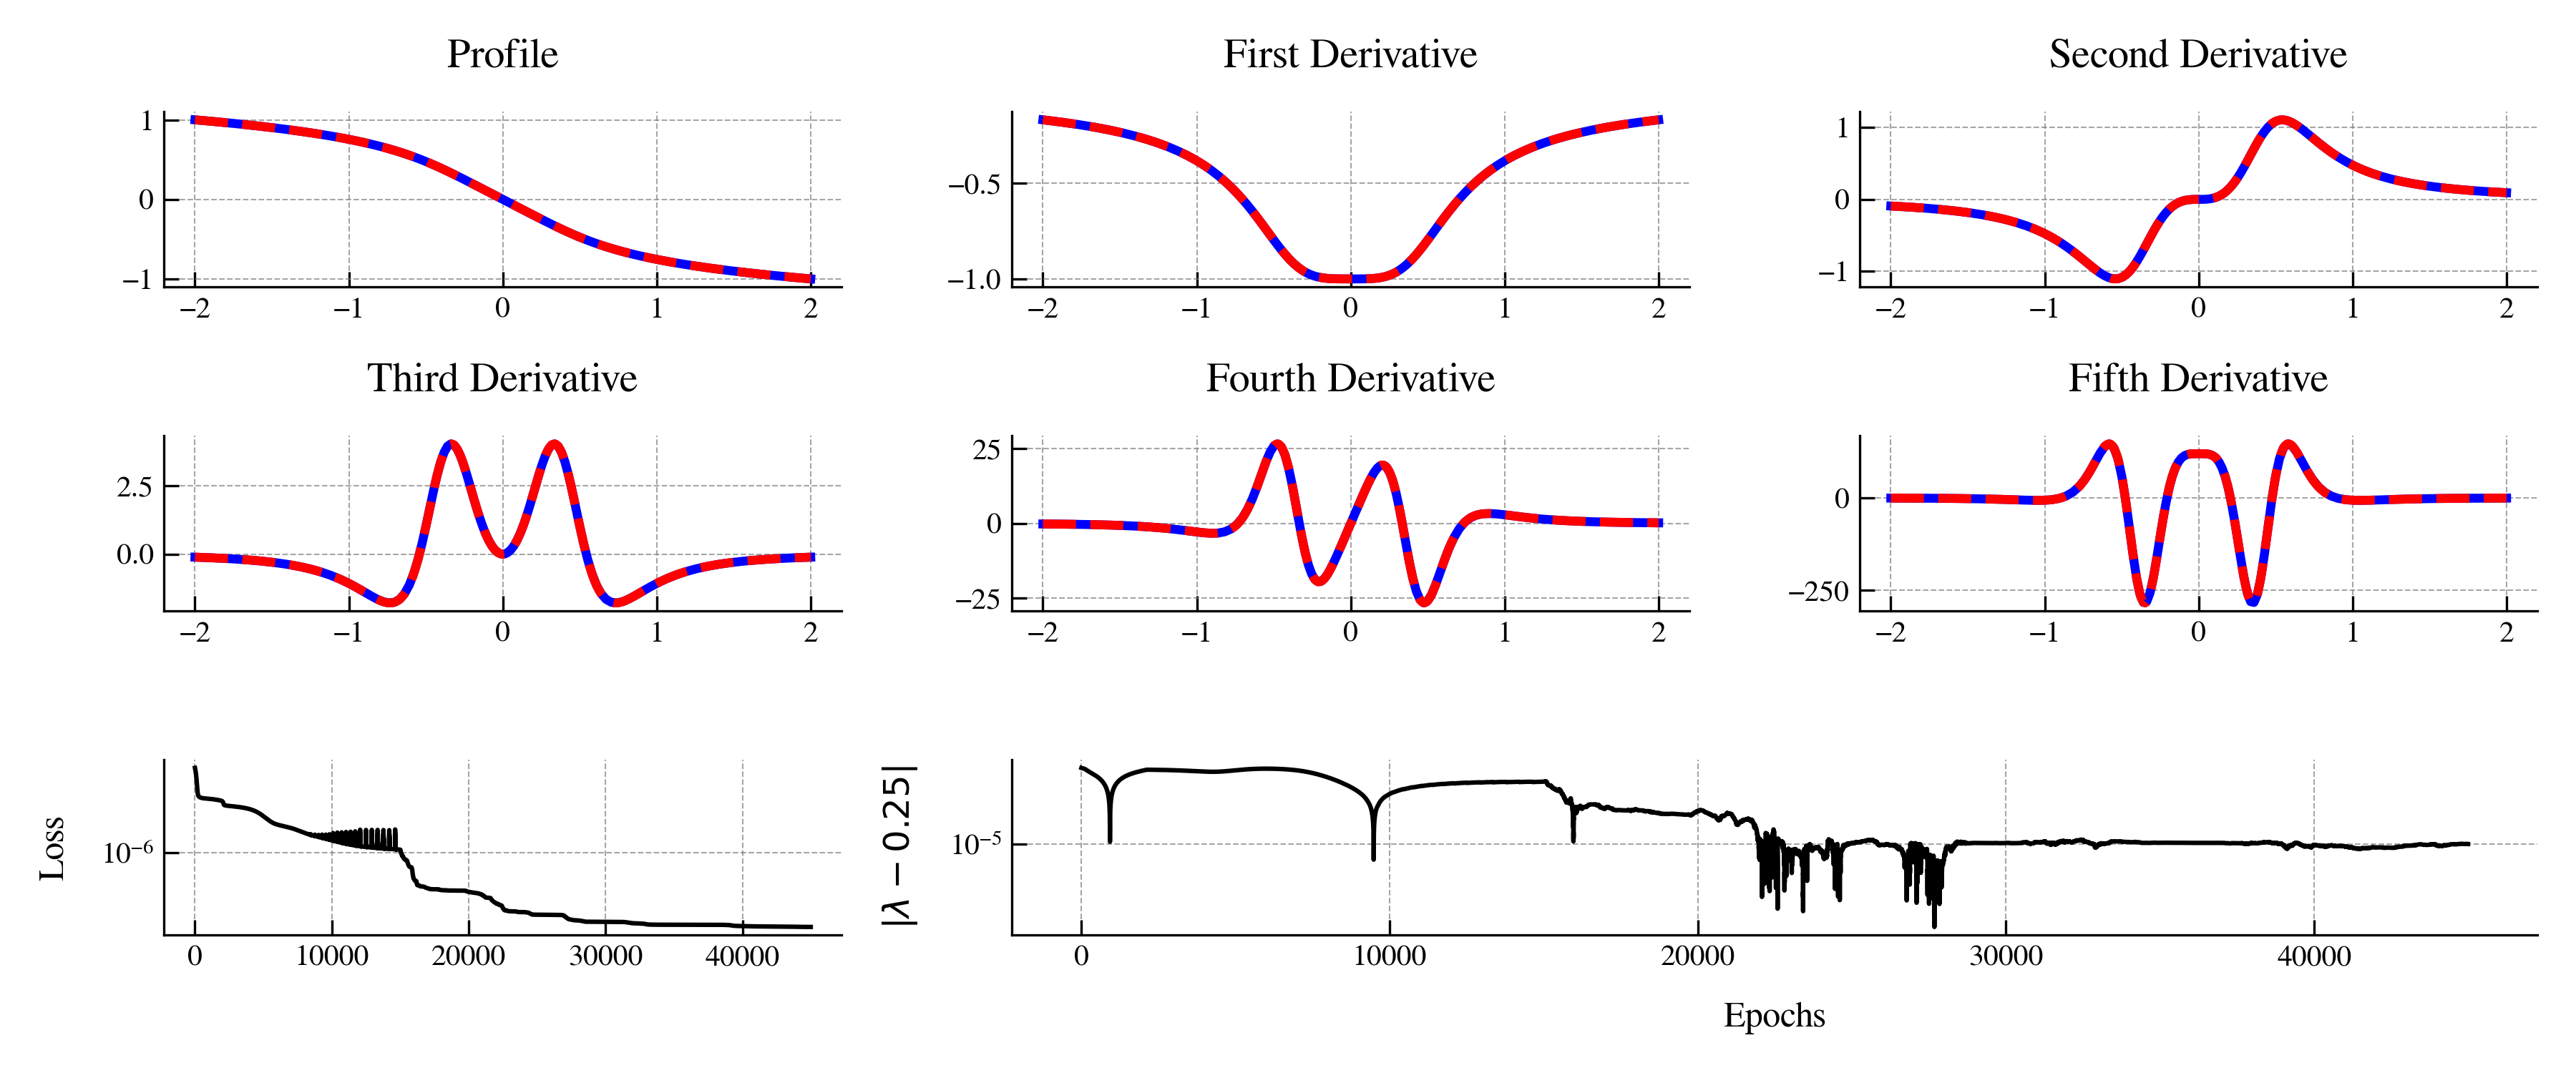 Profile
First Derivative
Second Derivative
1
0
−1
−2 −1 0 1 2
−0.5
−1.0
−2 −1 0 1 2
1
0
−1
−2 −1 0 1 2
Third Derivative
Fourth Derivative
Fifth Derivative
2.5
0.0
−2 −1 0 1 2
25
0
−25
−2 −1 0 1 2
0
−250
−2 −1 0 1 2
Loss
10⁻⁶
0 10000 20000 30000 40000
|λ − 0.25|
10⁻⁵
0 10000 20000 30000 40000
Epochs